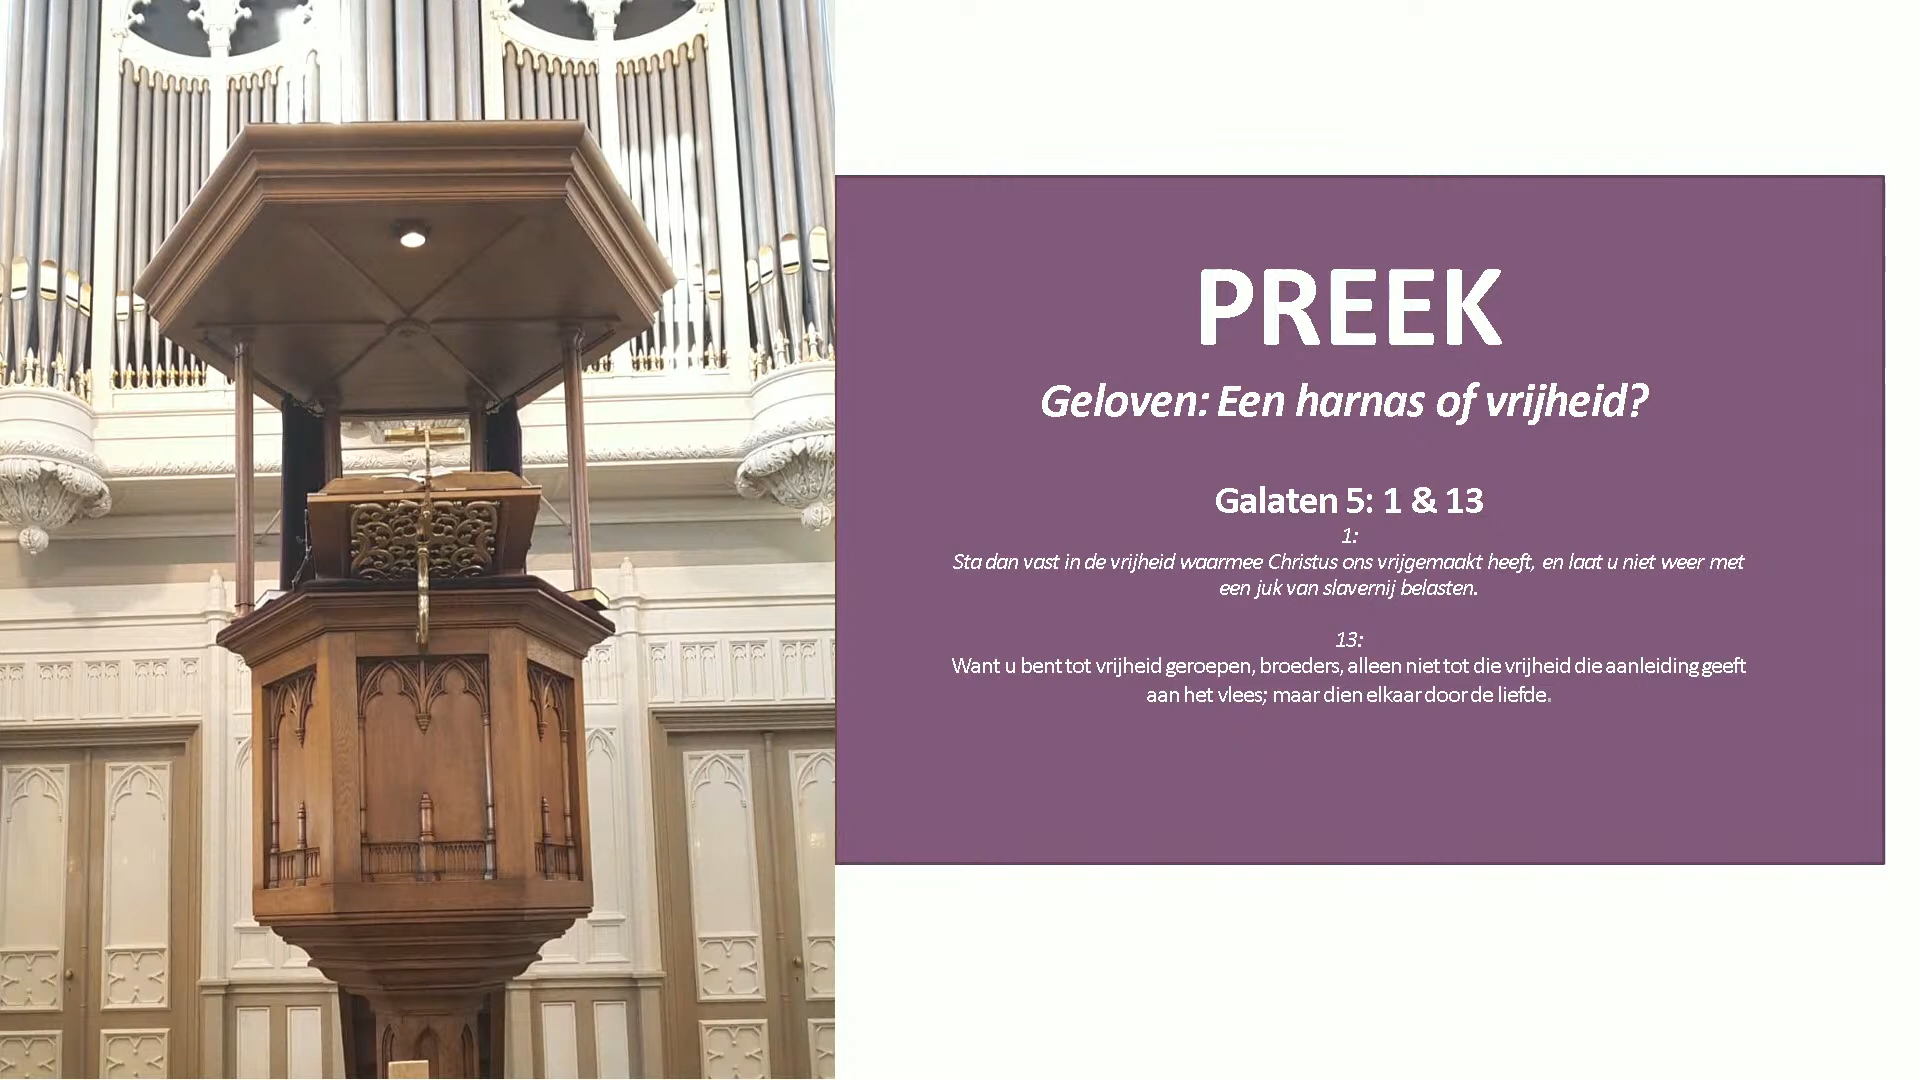 PREEK
Geloven: Een harnas of vrijheid?
Galaten 5: 1 & 13
1:
Sta dan vast in de vrijheid waarmee Christus ons vrijgemaakt heeft, en laat u niet weer met
een juk van slavernij belasten.
13:
Want u bent tot vrijheid geroepen, broeders, alleen niet tot die vrijheid die aanleiding geeft
aan het vlees; maar dien elkaar door de liefde.